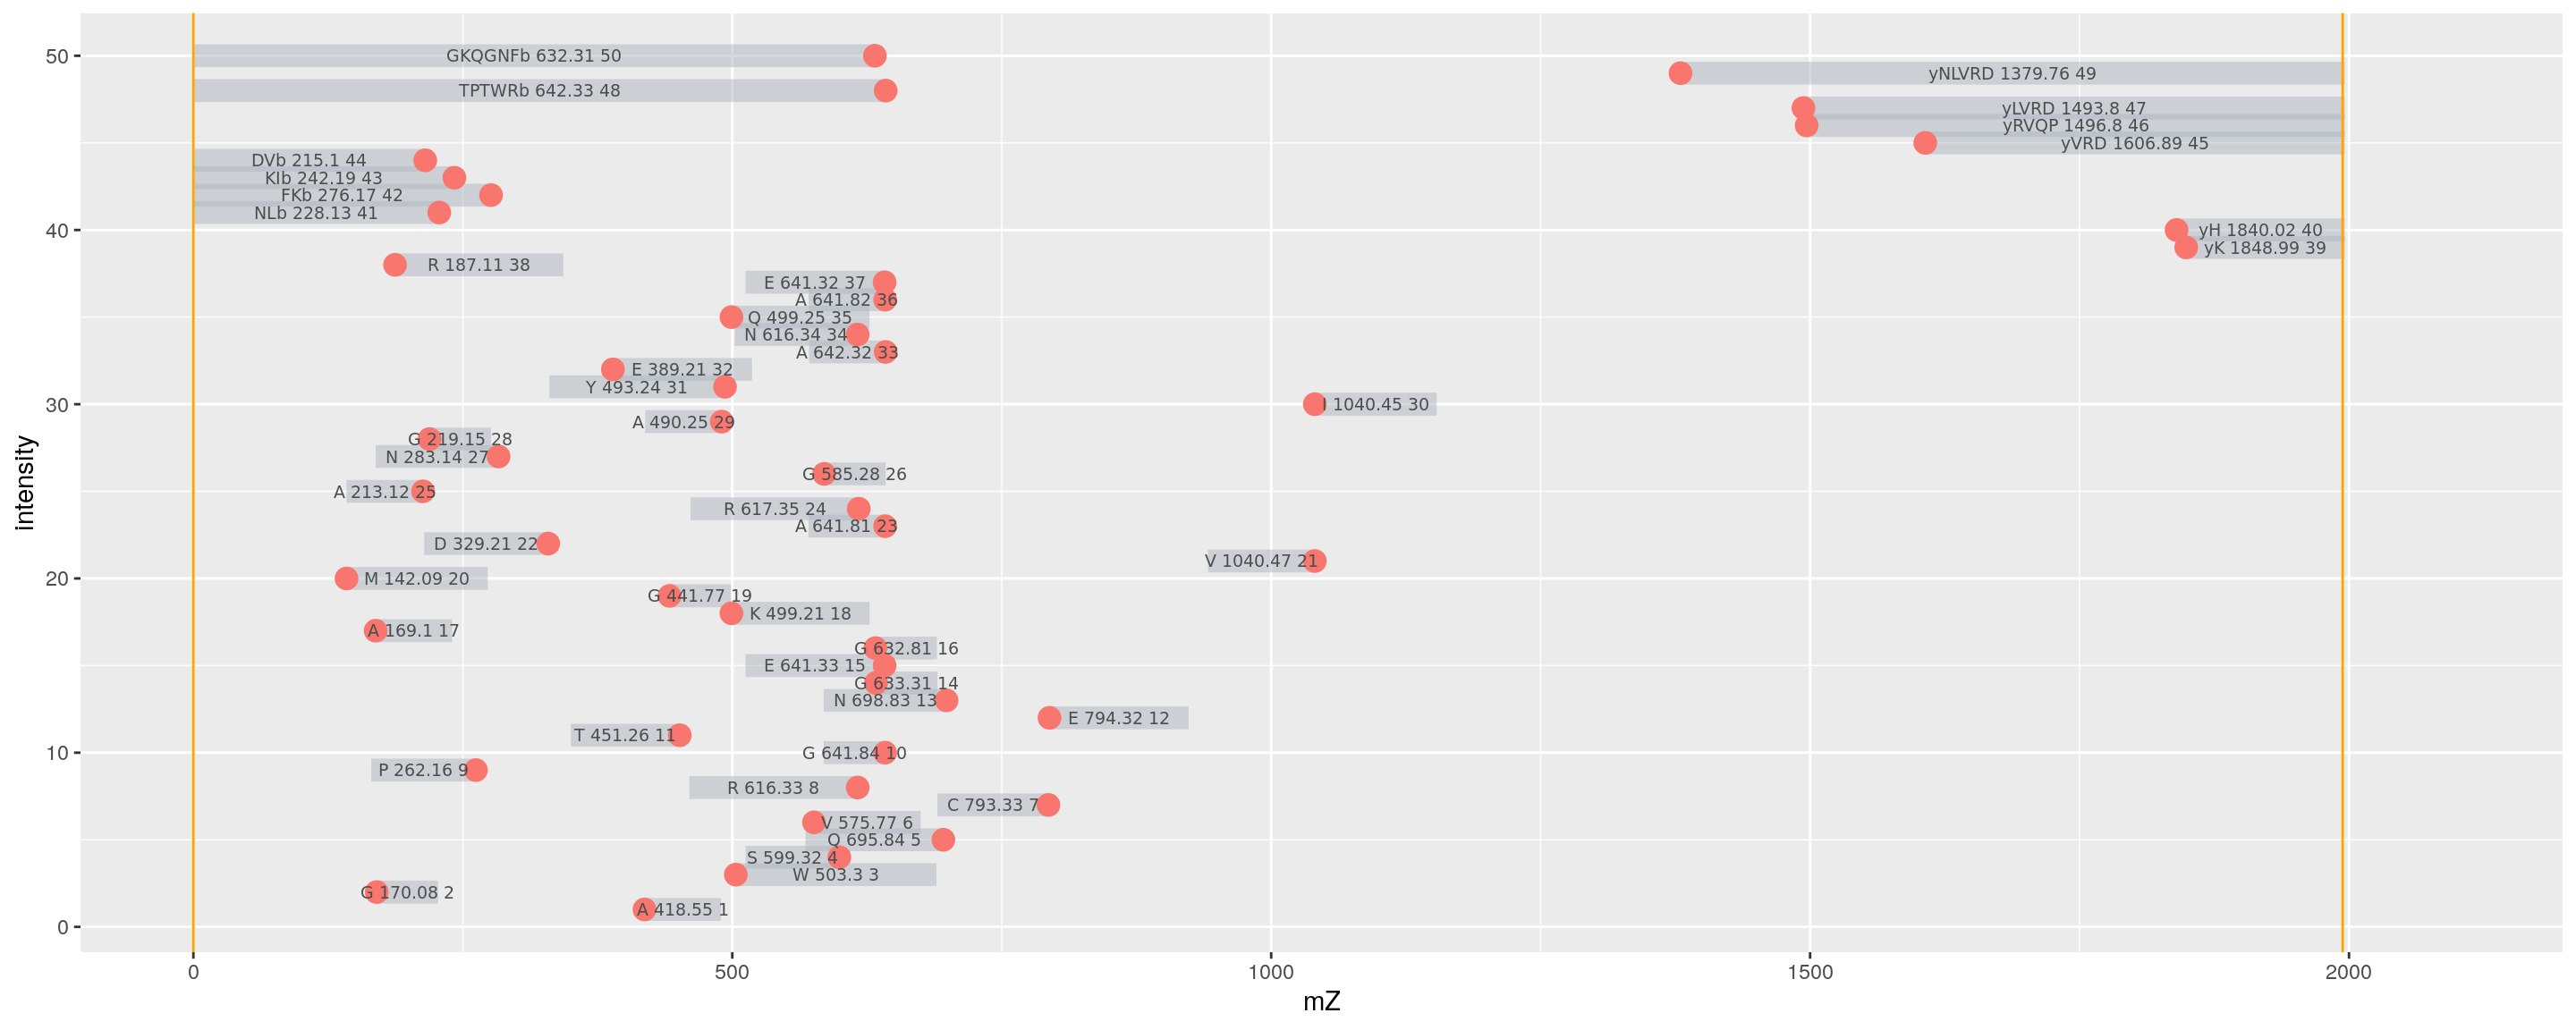 50
GKQGNFb 632.31 50
yNLVRD 1379.76 49
TPTWRb 642.33 48
yLVRD 1493.8 47
yRVQP 1496.8 46
yVRD 1606.89 45
DVb 215.1 44
KIb 242.19 43
FKb 276.17 42
NLb 228.13 41
40
yH 1840.02 40
yK 1848.99 39
R 187.11 38
E 641.32 37
A 641.82 36
Q 499.25 35
N 616.34 34
A 642.32 33
E 389.21 32
Y 493.24 31
30
I 1040.45 30
A 490.25 29
G 219.15 28
N 283.14 27
G 585.28 26
A 213.12 25
R 617.35 24
A 641.81 23
D 329.21 22
V 1040.47 21
20
M 142.09 20
G 441.77 19
K 499.21 18
A 169.1 17
G 632.81 16
E 641.33 15
G 633.31 14
N 698.83 13
E 794.32 12
T 451.26 11
10
G 641.84 10
P 262.16 9
R 616.33 8
C 793.33 7
V 575.77 6
Q 695.84 5
S 599.32 4
W 503.3 3
G 170.08 2
A 418.55 1
0
intensity
0 500 1000 1500 2000
mZ